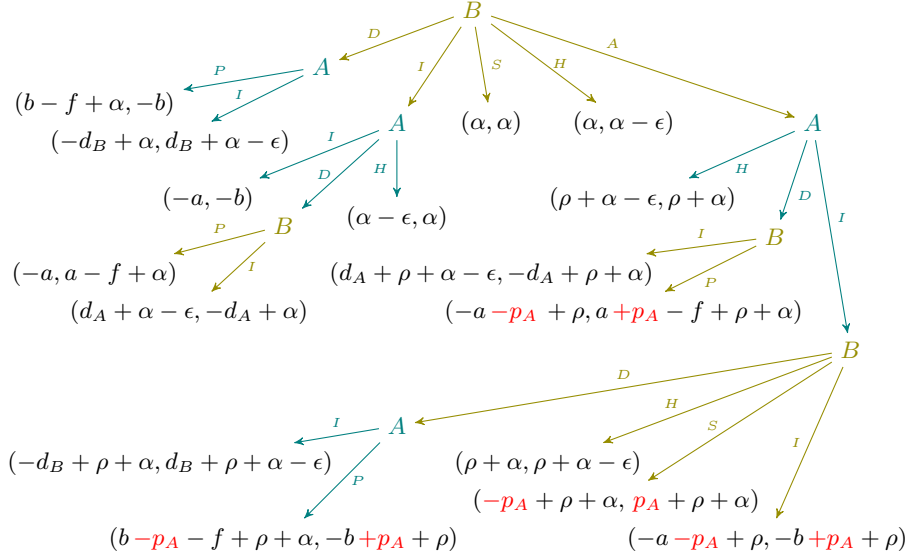 B
D I S H A
A
P I
(b − f + α, −b)
(−d_B + α, d_B + α − ϵ)
A
(α, α)
(α, α − ϵ)
A
I D H
(−a, −b)
(α − ϵ, α)
H D I
(ρ + α − ϵ, ρ + α)
B
P I
(−a, a − f + α)
(d_A + α − ϵ, −d_A + α)
B
I P
(d_A + ρ + α − ϵ, −d_A + ρ + α)
(−a −p_A + ρ, a +p_A − f + ρ + α)
B
D H S I
A
I P
(−d_B + ρ + α, d_B + ρ + α − ϵ)
(ρ + α, ρ + α − ϵ)
(−p_A + ρ + α, p_A + ρ + α)
(b −p_A − f + ρ + α, −b +p_A + ρ)
(−a −p_A + ρ, −b +p_A + ρ)